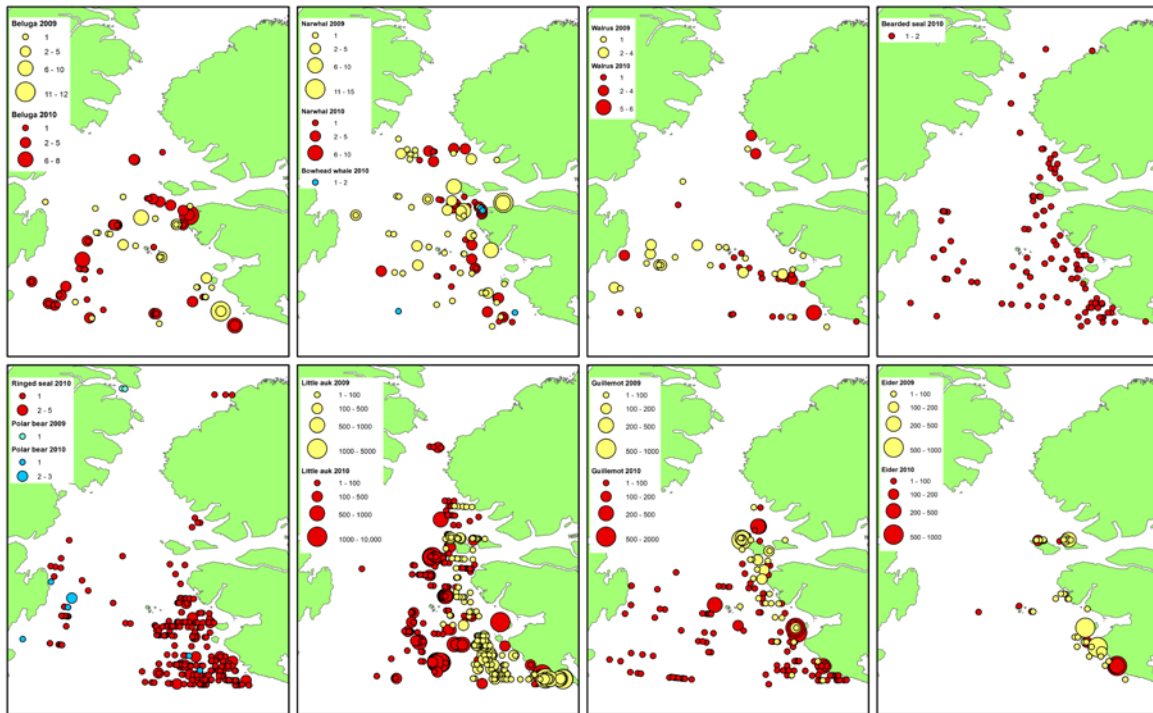 Beluga 2009
1
2 - 5
6 - 10
11 - 12
Beluga 2010
1
2 - 5
6 - 8
Narwhal 2009
1
2 - 5
6 - 10
11 - 15
Narwhal 2010
1
2 - 5
6 - 10
Bowhead whale 2010
1 - 2
Walrus 2009
1
2 - 4
Walrus 2010
1
2 - 4
5 - 6
Bearded seal 2010
1 - 2
Ringed seal 2010
1
2 - 5
Polar bear 2009
1
Polar bear 2010
1
2 - 3
Little auk 2009
1 - 100
100 - 500
500 - 1000
1000 - 5000
Little auk 2010
1 - 100
100 - 500
500 - 1000
1000 - 10,000
Guillemot 2009
1 - 100
100 - 200
200 - 500
500 - 1000
Guillemot 2010
1 - 100
100 - 200
200 - 500
500 - 2000
Eider 2009
1 - 100
100 - 200
200 - 500
500 - 1000
Eider 2010
1 - 100
100 - 200
200 - 500
500 - 1000